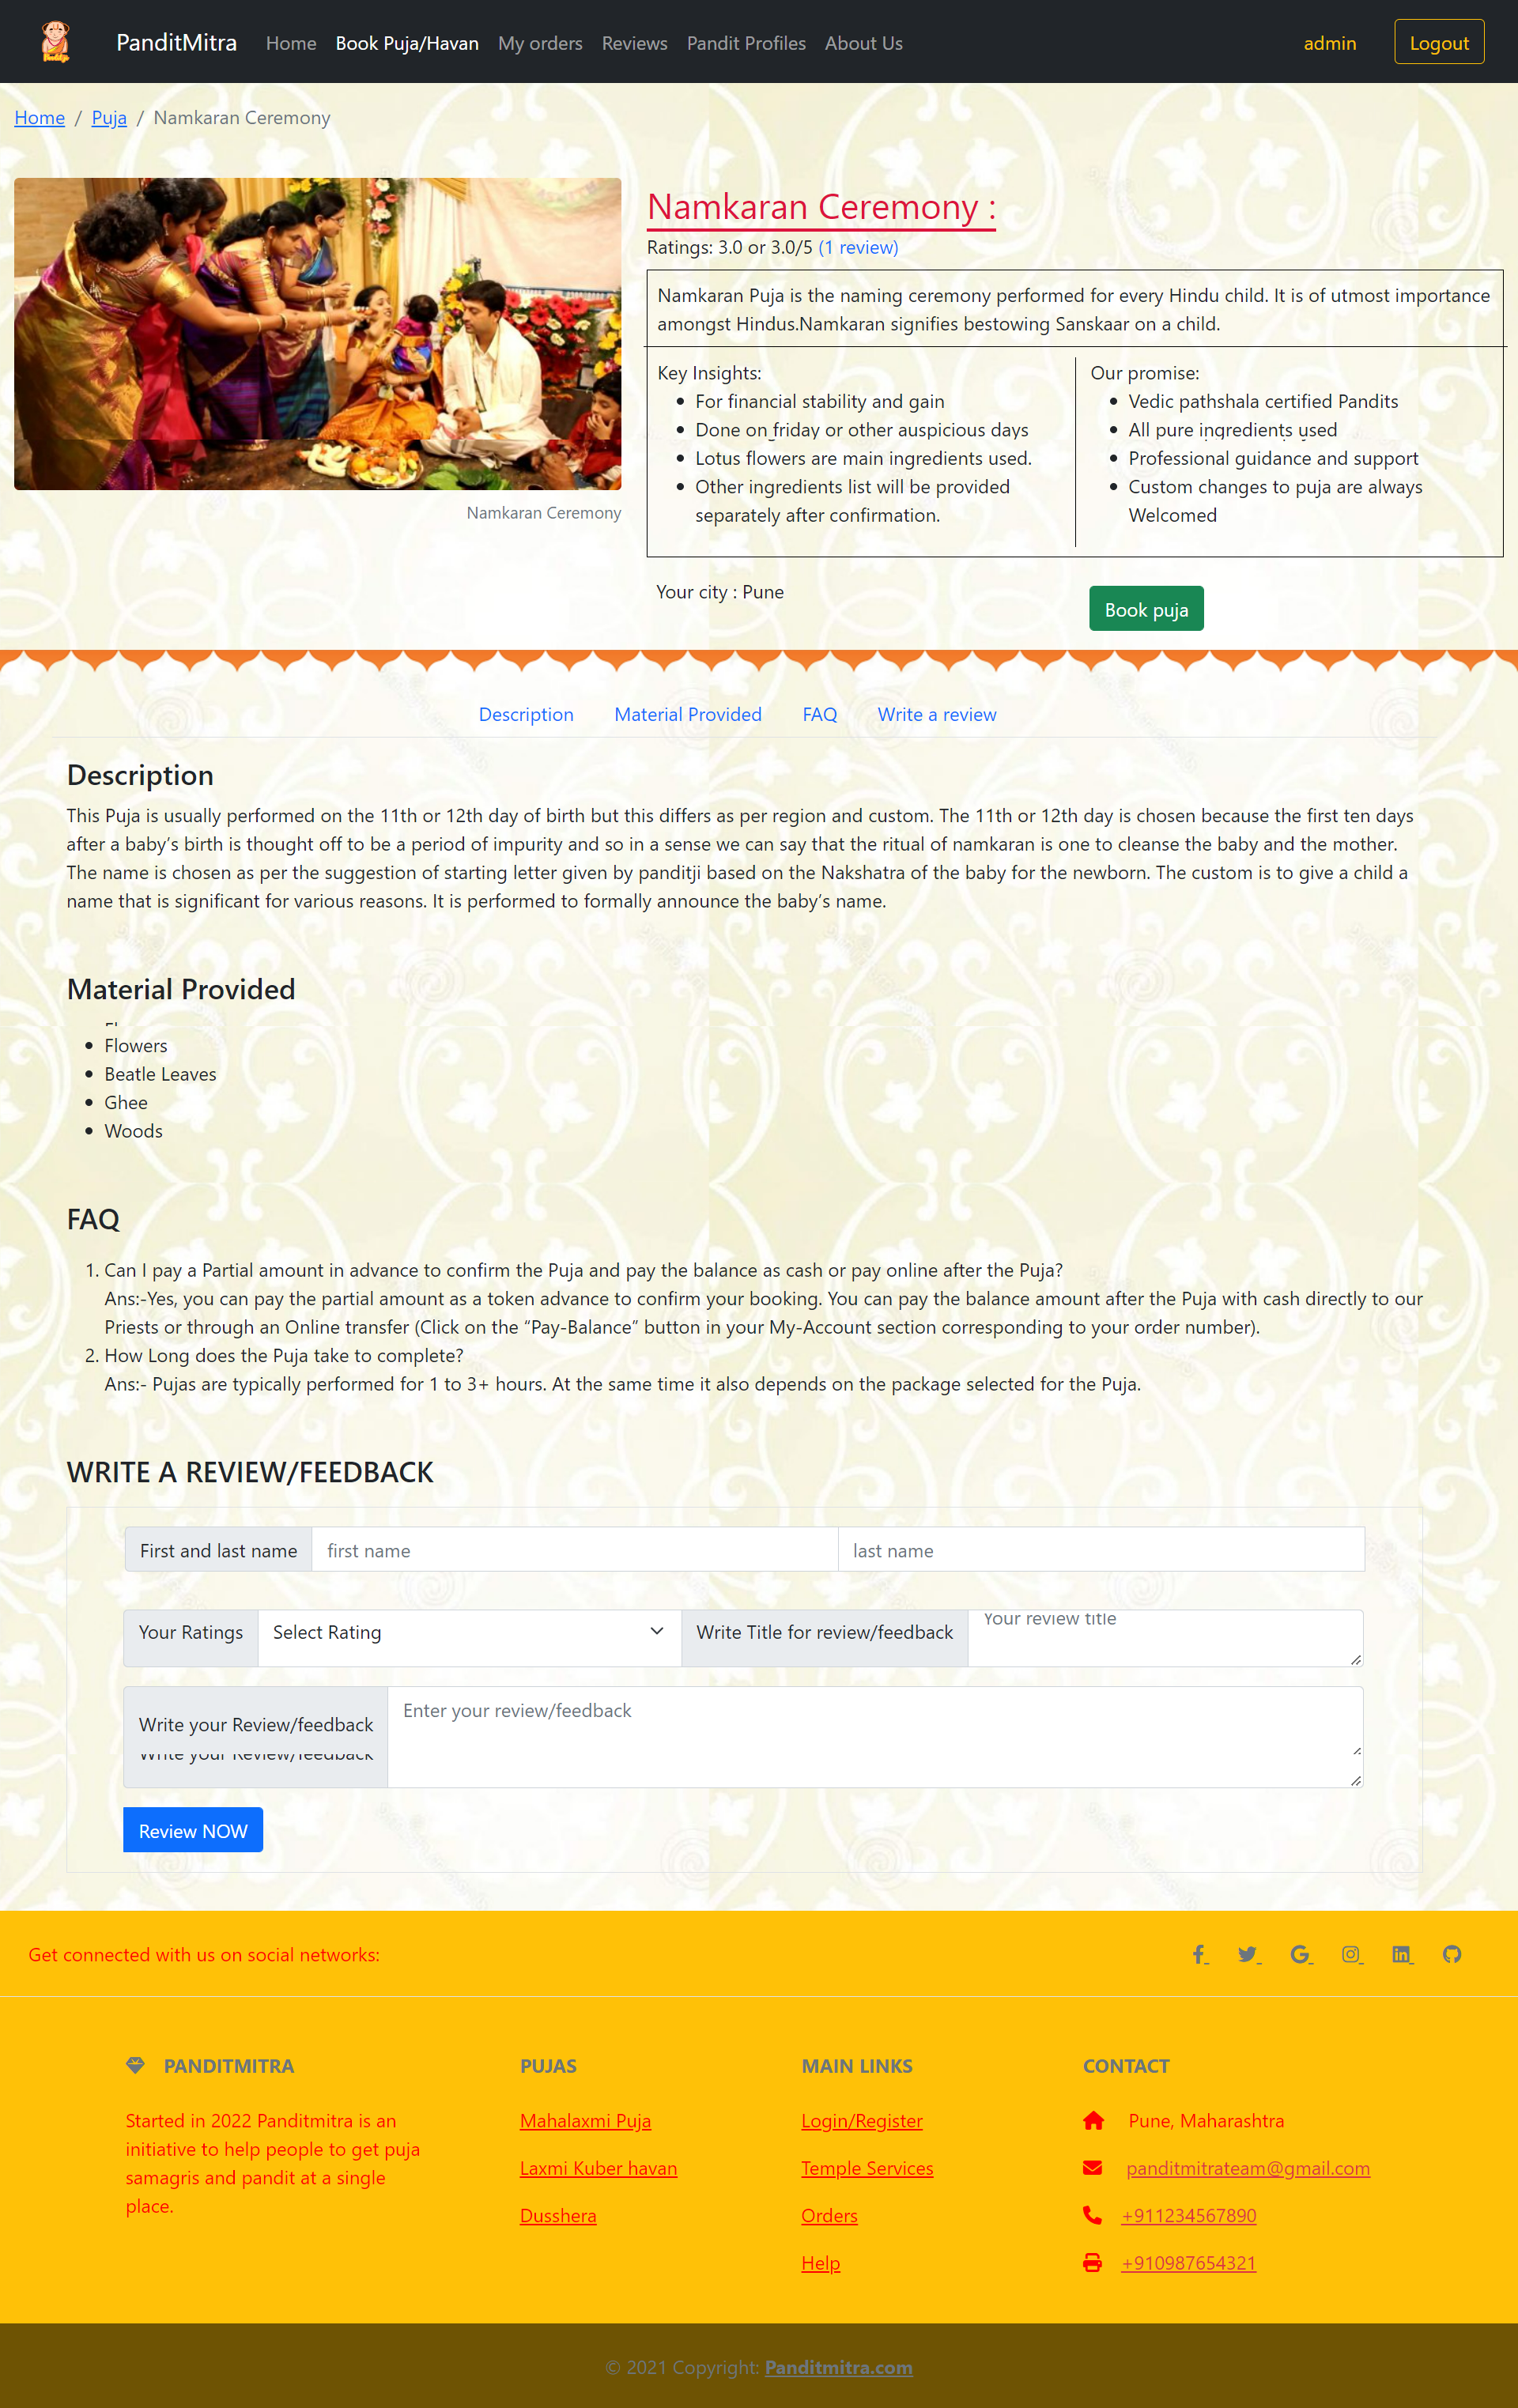 PanditMitra Home Book Puja/Havan My orders Reviews Pandit Profiles About Us admin Logout
Home / Puja / Namkaran Ceremony
Namkaran Ceremony
Namkaran Ceremony :
Ratings: 3.0 or 3.0/5 (1 review)
Namkaran Puja is the naming ceremony performed for every Hindu child. It is of utmost importance
amongst Hindus.Namkaran signifies bestowing Sanskaar on a child.
Key Insights:
For financial stability and gain
Done on friday or other auspicious days
Lotus flowers are main ingredients used.
Other ingredients list will be provided
separately after confirmation.
Our promise:
Vedic pathshala certified Pandits
All pure ingredients used
Professional guidance and support
Custom changes to puja are always
Welcomed
Your city : Pune
Book puja
Description Material Provided FAQ Write a review
Description
This Puja is usually performed on the 11th or 12th day of birth but this differs as per region and custom. The 11th or 12th day is chosen because the first ten days
after a baby’s birth is thought off to be a period of impurity and so in a sense we can say that the ritual of namkaran is one to cleanse the baby and the mother.
The name is chosen as per the suggestion of starting letter given by panditji based on the Nakshatra of the baby for the newborn. The custom is to give a child a
name that is significant for various reasons. It is performed to formally announce the baby’s name.
Material Provided
Flowers
Beatle Leaves
Ghee
Woods
FAQ
1. Can I pay a Partial amount in advance to confirm the Puja and pay the balance as cash or pay online after the Puja?
Ans:-Yes, you can pay the partial amount as a token advance to confirm your booking. You can pay the balance amount after the Puja with cash directly to our
Priests or through an Online transfer (Click on the “Pay-Balance” button in your My-Account section corresponding to your order number).
2. How Long does the Puja take to complete?
Ans:- Pujas are typically performed for 1 to 3+ hours. At the same time it also depends on the package selected for the Puja.
WRITE A REVIEW/FEEDBACK
First and last name first name last name
Your Ratings Select Rating Write Title for review/feedback Your review title
Write your Review/feedback Enter your review/feedback
Write your Review/feedback
Review NOW
Get connected with us on social networks:
PANDITMITRA
Started in 2022 Panditmitra is an
initiative to help people to get puja
samagris and pandit at a single
place.
PUJAS
Mahalaxmi Puja
Laxmi Kuber havan
Dusshera
MAIN LINKS
Login/Register
Temple Services
Orders
Help
CONTACT
Pune, Maharashtra
panditmitrateam@gmail.com
+911234567890
+910987654321
© 2021 Copyright: Panditmitra.com